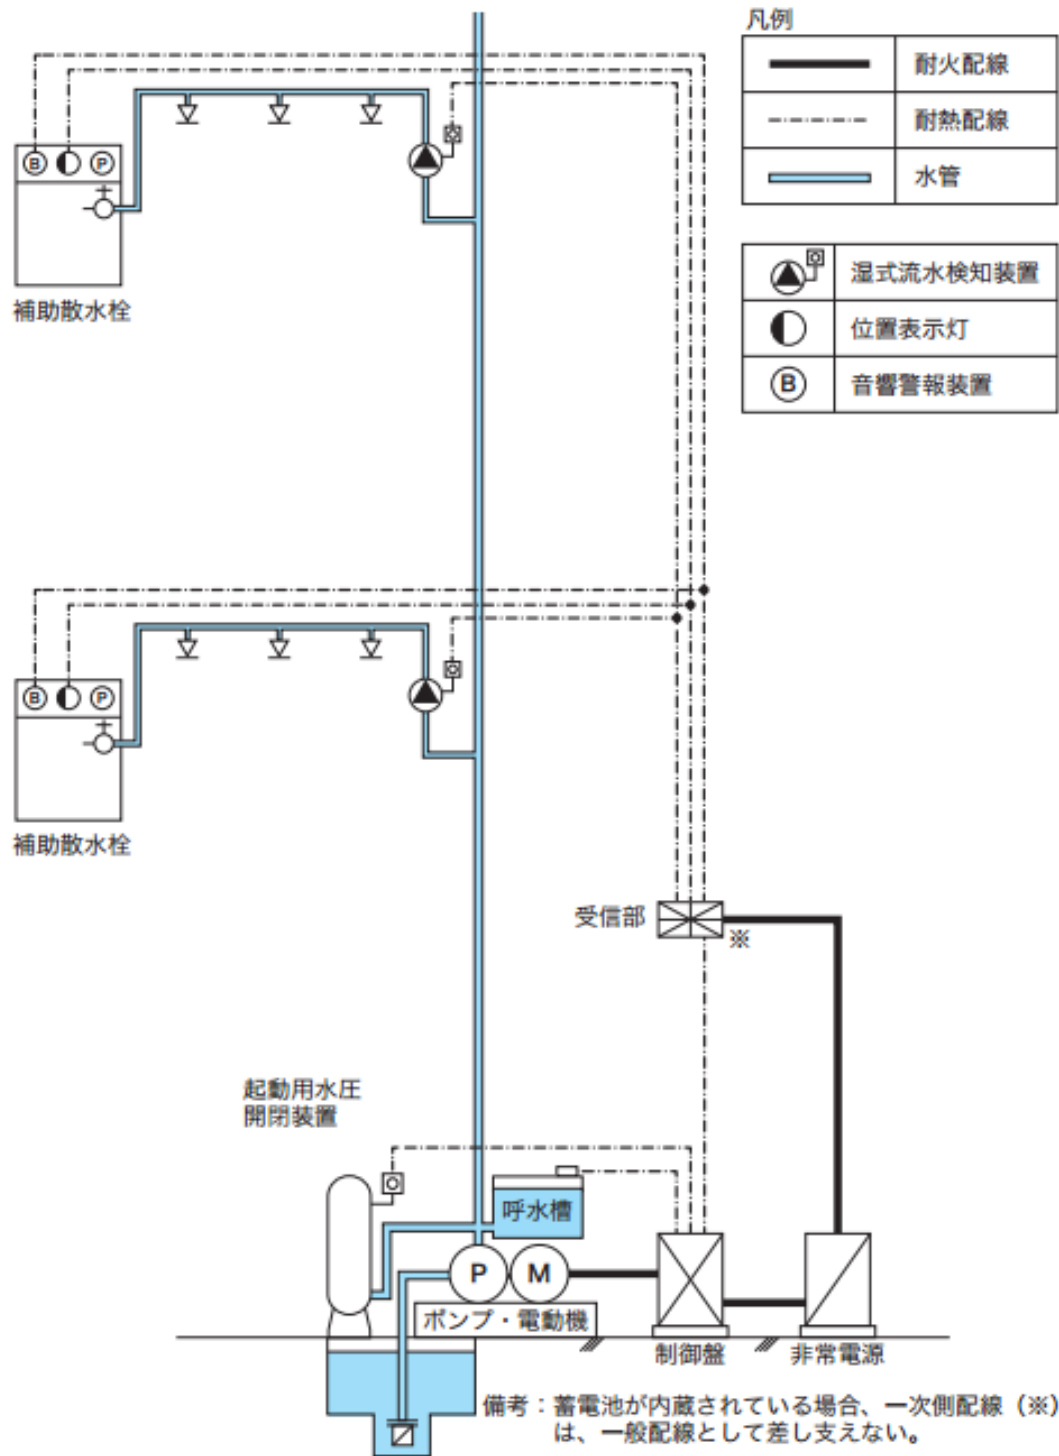 凡例
耐火配線
耐熱配線
水管
湿式流水検知装置
位置表示灯
B 音響警報装置
B P
補助散水栓
B P
補助散水栓
受信部
※
起動用水圧
開閉装置
呼水槽
P M
ポンプ・電動機
制御盤
非常電源
備考：蓄電池が内蔵されている場合、一次側配線（※）
は、一般配線として差し支えない。